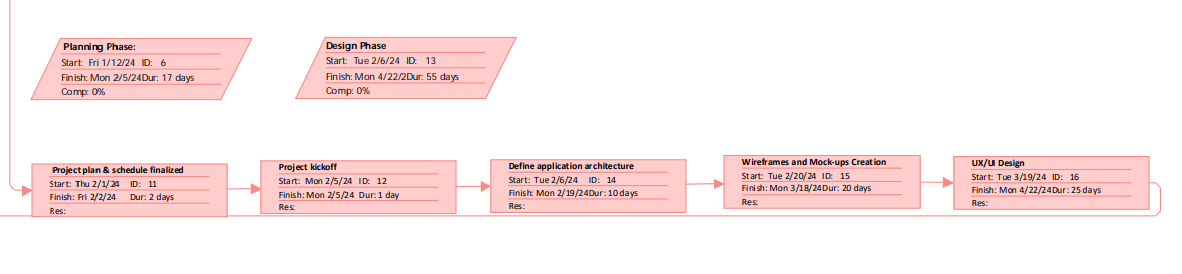 Planning Phase:
Start: Fri 1/12/24 ID: 6
Finish: Mon 2/5/24Dur: 17 days
Comp: 0%
Design Phase
Start: Tue 2/6/24 ID: 13
Finish: Mon 4/22/2Dur: 55 days
Comp: 0%
Project plan & schedule finalized
Start: Thu 2/1/24 ID: 11
Finish: Fri 2/2/24 Dur: 2 days
Res:
Project kickoff
Start: Mon 2/5/24 ID: 12
Finish: Mon 2/5/24 Dur: 1 day
Res:
Define application architecture
Start: Tue 2/6/24 ID: 14
Finish: Mon 2/19/24Dur: 10 days
Res:
Wireframes and Mock-ups Creation
Start: Tue 2/20/24 ID: 15
Finish: Mon 3/18/24Dur: 20 days
Res:
UX/UI Design
Start: Tue 3/19/24 ID: 16
Finish: Mon 4/22/24Dur: 25 days
Res: